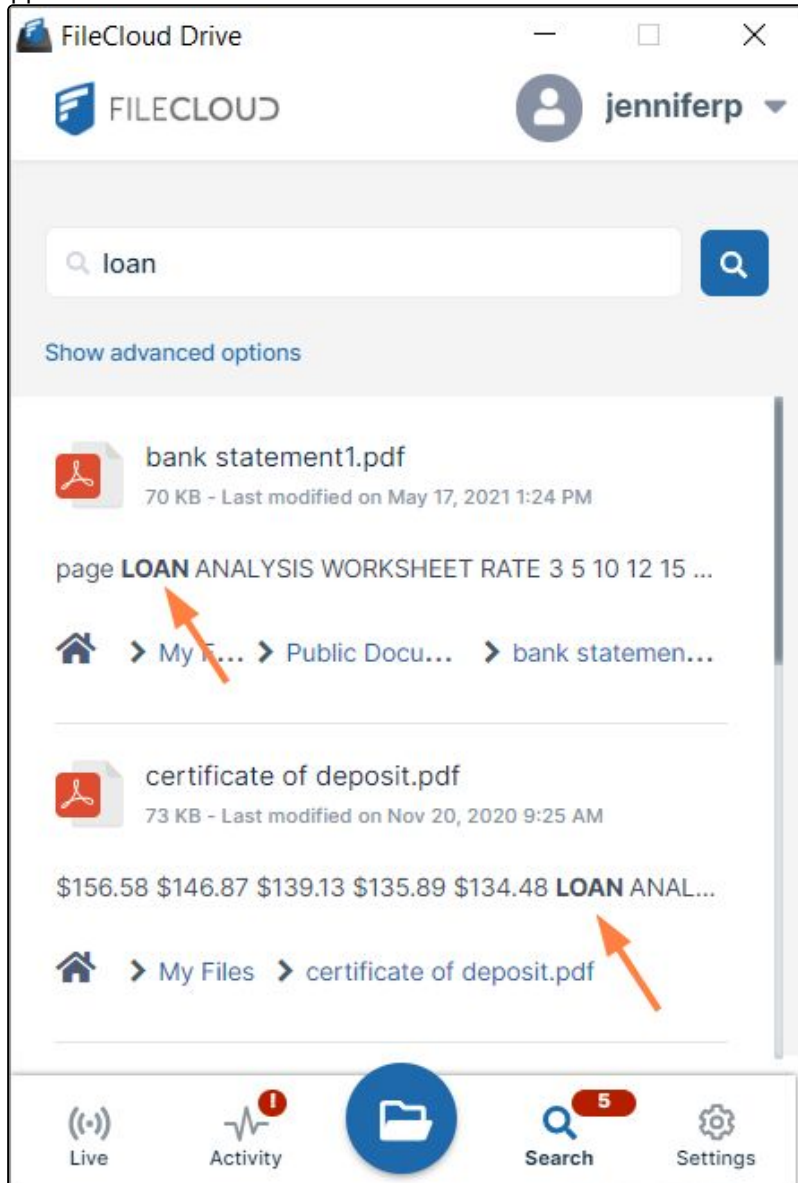 FileCloud Drive
FILECLOUD
jenniferp
loan
Show advanced options
bank statement1.pdf
70 KB - Last modified on May 17, 2021 1:24 PM
page LOAN ANALYSIS WORKSHEET RATE 3 5 10 12 15 ...
My F... > Public Docu... > bank statemen...
certificate of deposit.pdf
73 KB - Last modified on Nov 20, 2020 9:25 AM
$156.58 $146.87 $139.13 $135.89 $134.48 LOAN ANAL...
My Files > certificate of deposit.pdf
! 5
Live Activity Search Settings